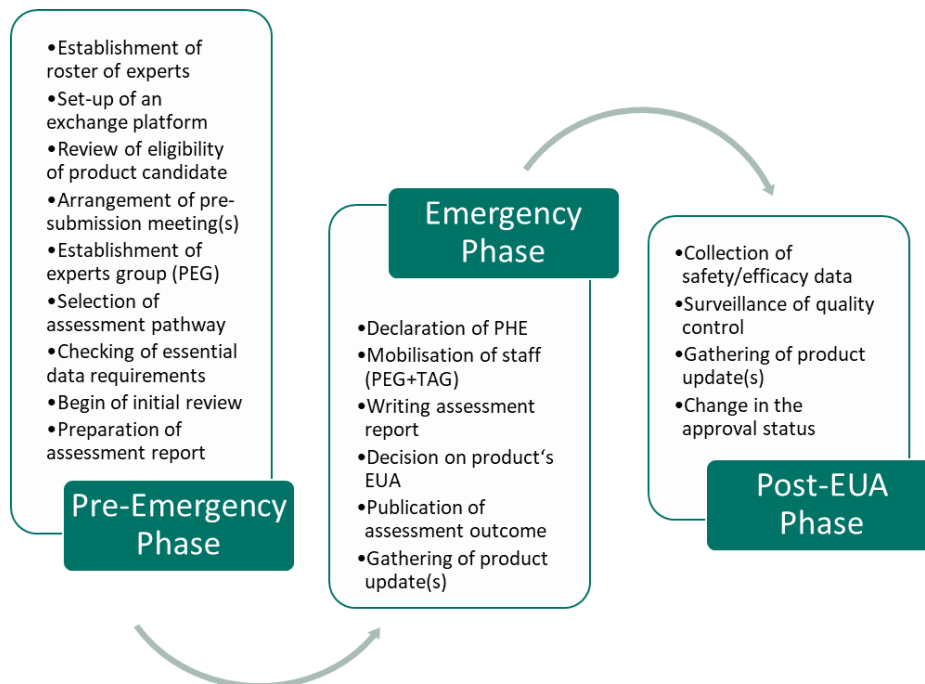 •Establishment of
roster of experts
•Set-up of an
exchange platform
•Review of eligibility
of product candidate
•Arrangement of pre-
submission meeting(s)
•Establishment of
experts group (PEG)
•Selection of
assessment pathway
•Checking of essential
data requirements
•Begin of initial review
•Preparation of
assessment report
Pre-Emergency
Phase
Emergency
Phase
•Declaration of PHE
•Mobilisation of staff
(PEG+TAG)
•Writing assessment
report
•Decision on product‘s
EUA
•Publication of
assessment outcome
•Gathering of product
update(s)
•Collection of
safety/efficacy data
•Surveillance of quality
control
•Gathering of product
update(s)
•Change in the
approval status
Post-EUA
Phase